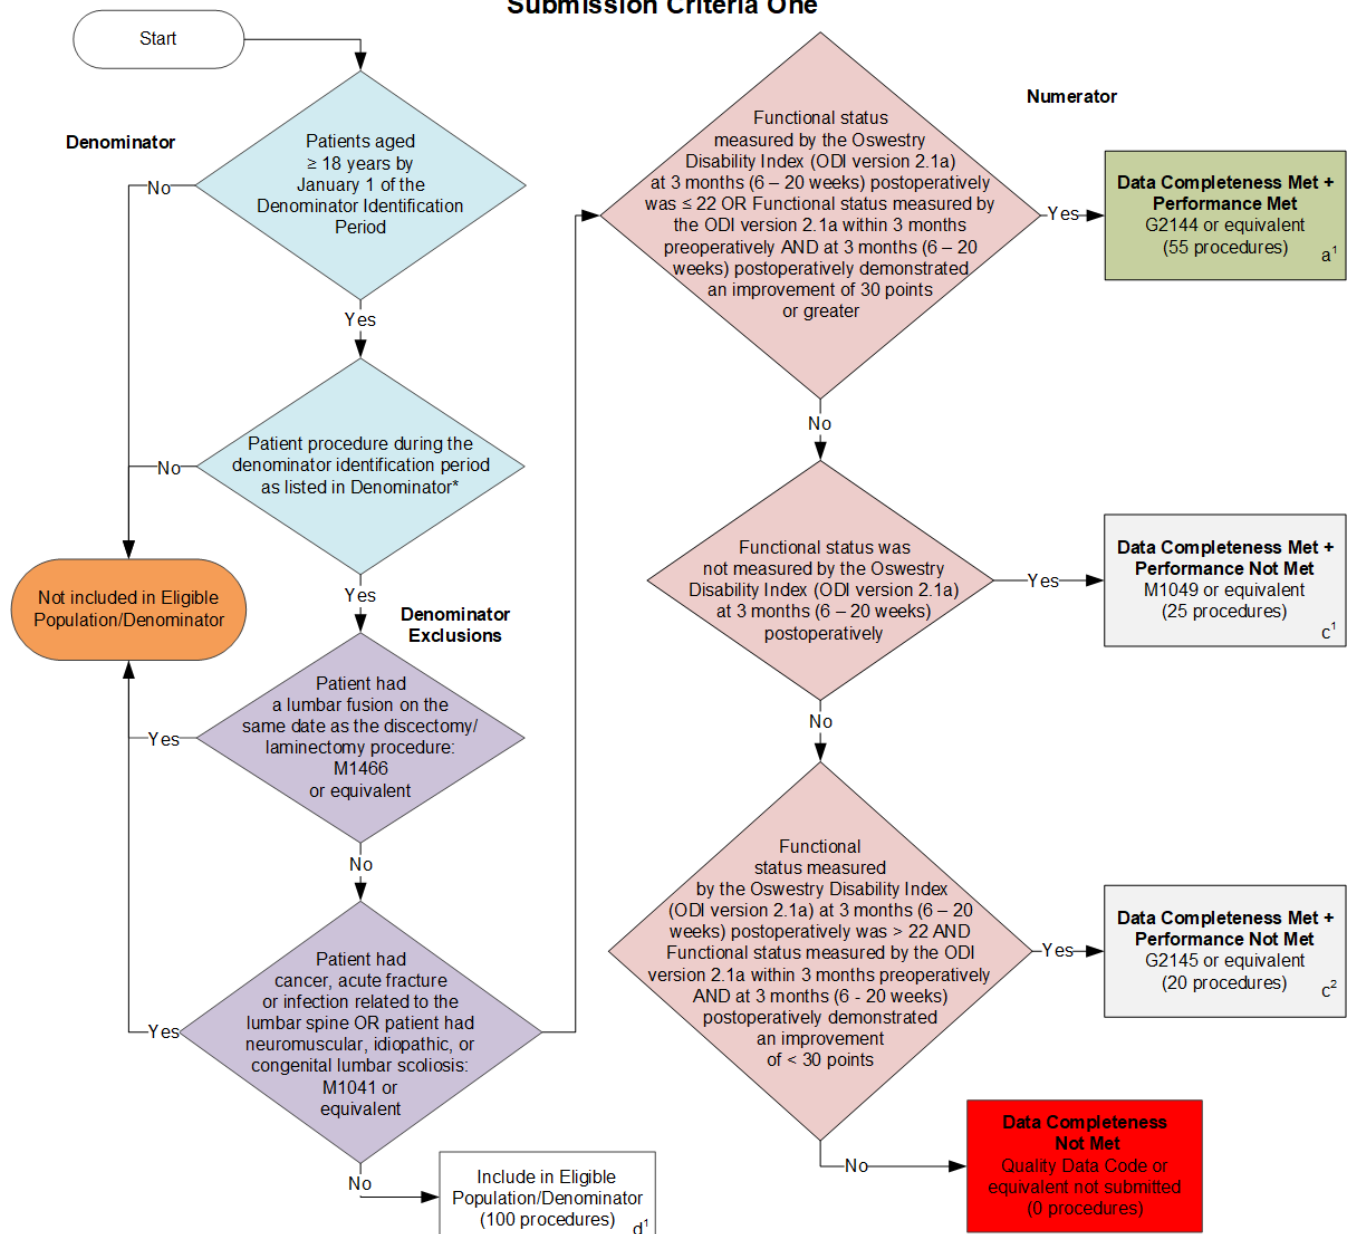 Submission Criteria One
Start
Denominator
Patients aged
≥ 18 years by
January 1 of the
Denominator Identification
Period
No
Yes
Patient procedure during the
denominator identification period
as listed in Denominator*
No
Yes
Not included in Eligible
Population/Denominator
Denominator
Exclusions
Patient had
a lumbar fusion on the
same date as the discectomy/
laminectomy procedure:
M1466
or equivalent
Yes
No
Patient had
cancer, acute fracture
or infection related to the
lumbar spine OR patient had
neuromuscular, idiopathic, or
congenital lumbar scoliosis:
M1041 or
equivalent
Yes
No
Include in Eligible
Population/Denominator
(100 procedures)
d¹
Numerator
Functional status
measured by the Oswestry
Disability Index (ODI version 2.1a)
at 3 months (6 – 20 weeks) postoperatively
was ≤ 22 OR Functional status measured by
the ODI version 2.1a within 3 months
preoperatively AND at 3 months (6 – 20
weeks) postoperatively demonstrated
an improvement of 30 points
or greater
Yes
Data Completeness Met +
Performance Met
G2144 or equivalent
(55 procedures)
a¹
No
Functional status was
not measured by the Oswestry
Disability Index (ODI version 2.1a)
at 3 months (6 – 20 weeks)
postoperatively
Yes
Data Completeness Met +
Performance Not Met
M1049 or equivalent
(25 procedures)
c¹
No
Functional
status measured
by the Oswestry Disability Index
(ODI version 2.1a) at 3 months (6 – 20
weeks) postoperatively was > 22 AND
Functional status measured by the ODI
version 2.1a within 3 months preoperatively
AND at 3 months (6 - 20 weeks)
postoperatively demonstrated
an improvement
of < 30 points
Yes
Data Completeness Met +
Performance Not Met
G2145 or equivalent
(20 procedures)
c²
No
Data Completeness
Not Met
Quality Data Code or
equivalent not submitted
(0 procedures)